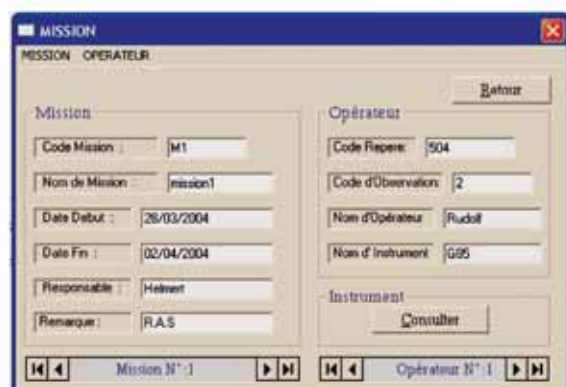 MISSION
MISSION OPERATEUR
Retour
Mission
Code Mission : M1
Nom de Mission : mission1
Date Debut : 28/03/2004
Date Fin : 02/04/2004
Responsable : Helmert
Remarque : R.A.S
Mission N° :1
Opérateur
Code Repere: 504
Code d'Observation: 2
Nom d'Opérateur Rudolf
Nom d' Instrument G95
Instrument
Consulter
Opérateur N° :1